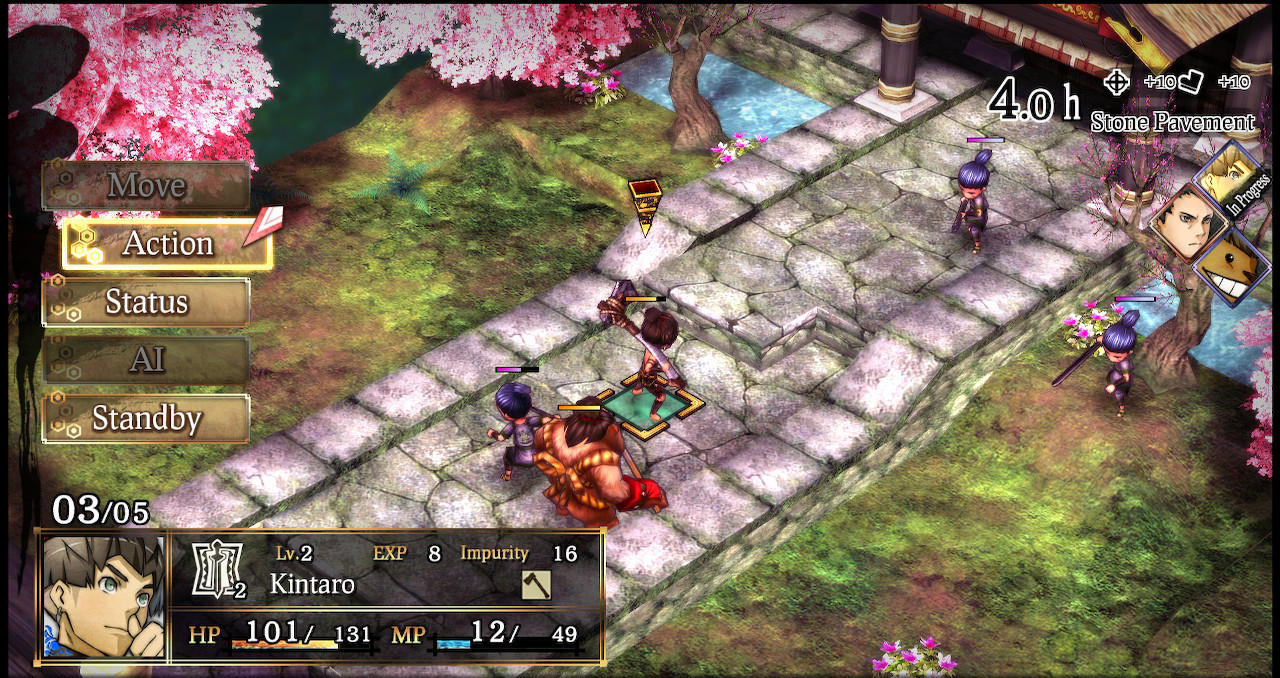 4.0 h
+10 +10
Stone Pavement
In Progress
Move
Action
Status
AI
Standby
03/05
Lv.2 EXP 8 Impurity 16
2 Kintaro
HP 101/ 131 MP 12/ 49